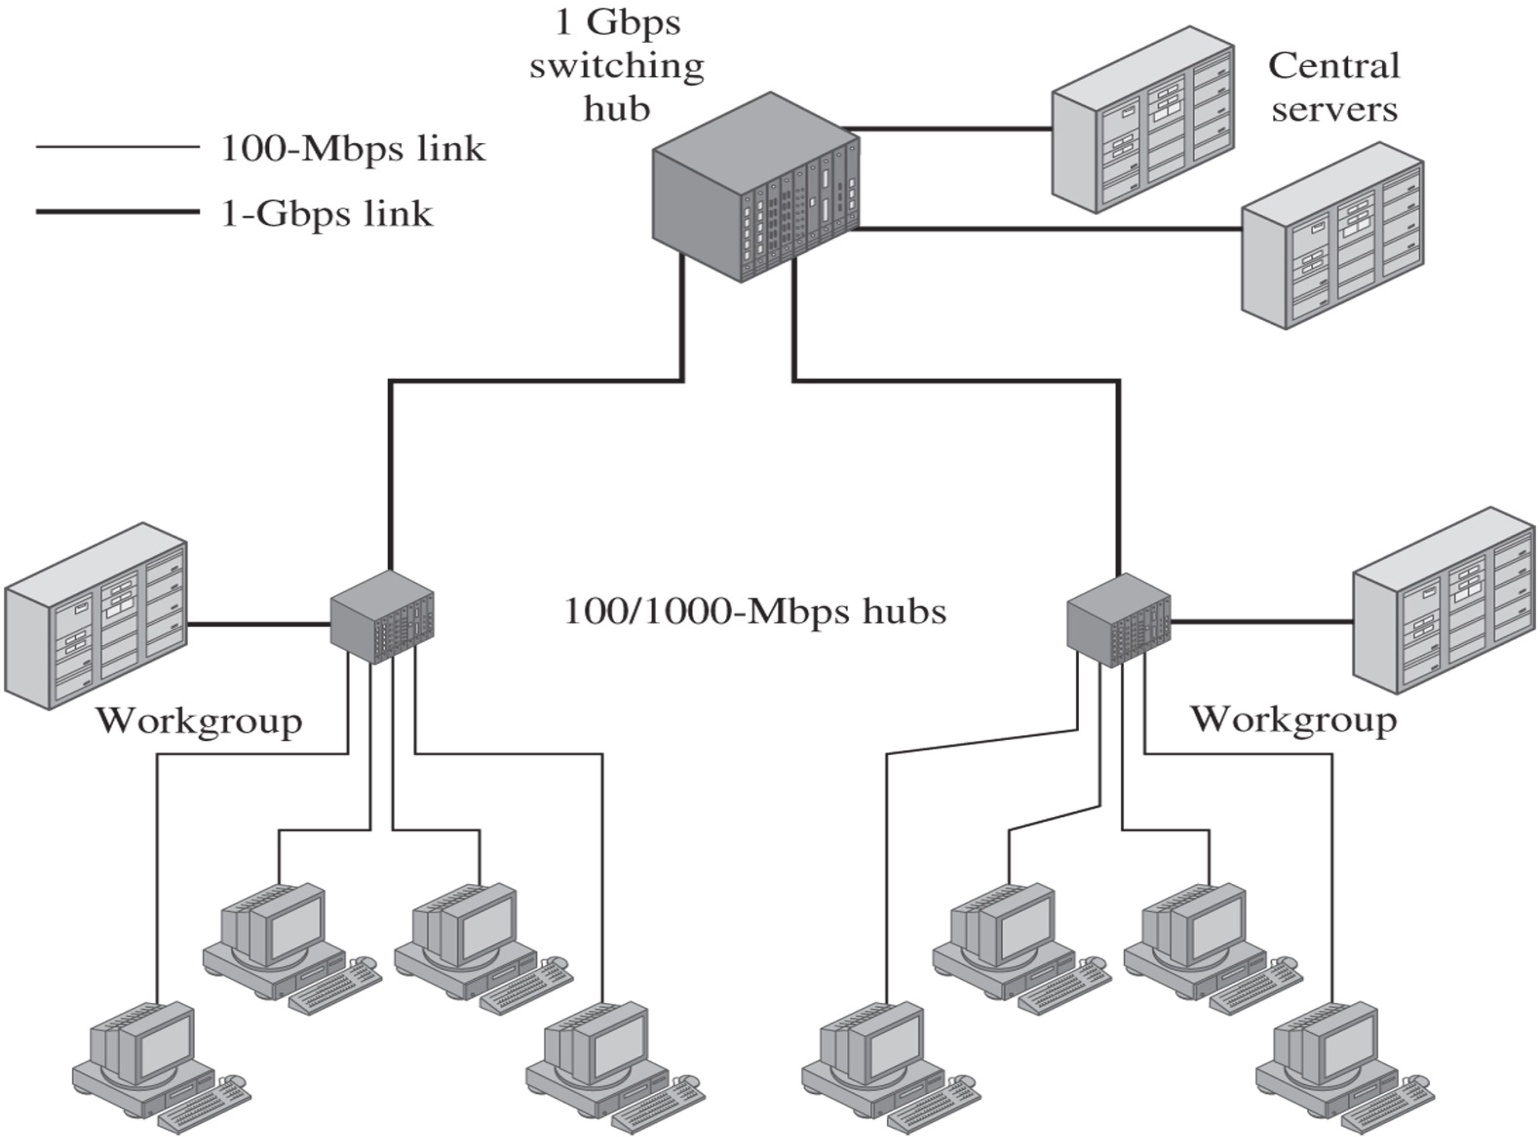 1 Gbps
switching
hub
Central
servers
100-Mbps link
1-Gbps link
100/1000-Mbps hubs
Workgroup
Workgroup